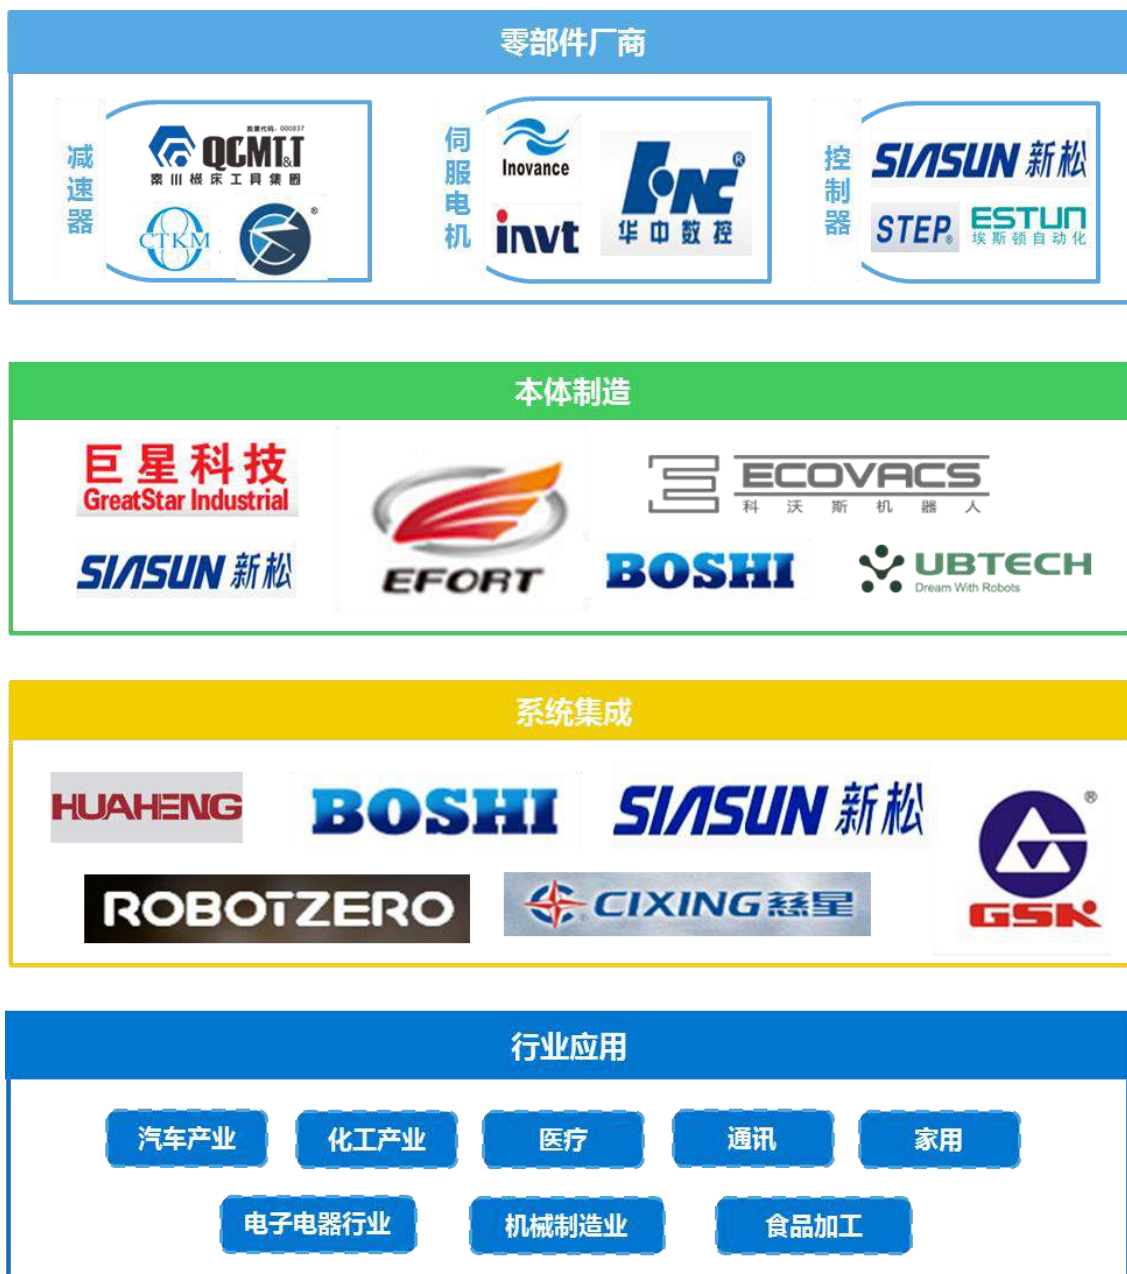 零部件厂商
减速器
股票代码：000837
QCMT&T
秦川机床工具集团
CTKM
®
伺服电机
Inovance
invt
HNC®
华中数控
控制器
SIASUN 新松
STEP®
ESTUN
埃斯顿自动化
本体制造
巨星科技
GreatStar Industrial
SIASUN 新松
EFORT
ECOVACS
科沃斯机器人
BOSHI
UBTECH
Dream With Robots
系统集成
HUAHENG
BOSHI
SIASUN 新松
®
GSK
ROBOTZERO
CIXING 慈星
行业应用
汽车产业
化工产业
医疗
通讯
家用
电子电器行业
机械制造业
食品加工